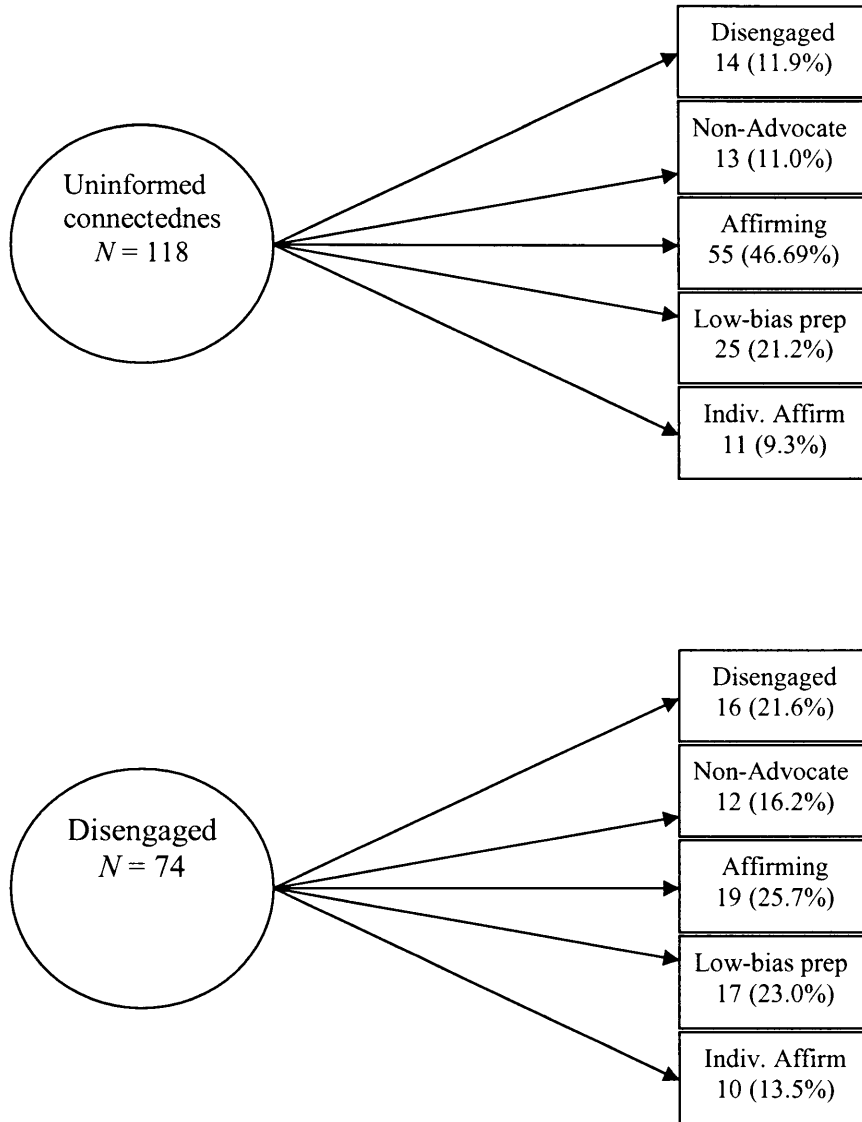 Disengaged
14 (11.9%)
Non-Advocate
13 (11.0%)
Uninformed
connectednes
N = 118
Affirming
55 (46.69%)
Low-bias prep
25 (21.2%)
Indiv. Affirm
11 (9.3%)
Disengaged
16 (21.6%)
Non-Advocate
12 (16.2%)
Disengaged
N = 74
Affirming
19 (25.7%)
Low-bias prep
17 (23.0%)
Indiv. Affirm
10 (13.5%)